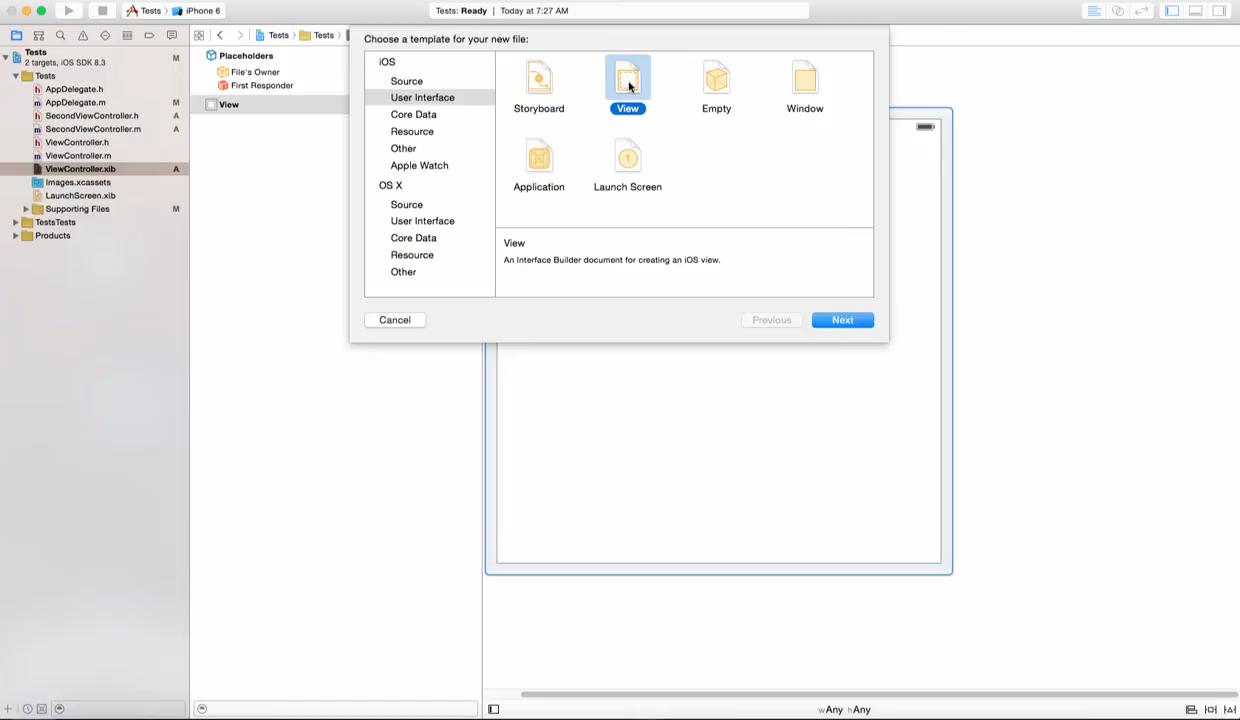 Tests
iPhone 6
Tests: Ready | Today at 7:27 AM
Tests
2 targets, iOS SDK 8.3
M
Tests
AppDelegate.h
AppDelegate.m
M
SecondViewController.h
A
SecondViewController.m
A
ViewController.h
ViewController.m
ViewController.xib
A
Images.xcassets
LaunchScreen.xib
Supporting Files
M
TestsTests
Products
Tests
Tests
Placeholders
File's Owner
First Responder
View
Choose a template for your new file:
iOS
Source
User Interface
Core Data
Resource
Other
Apple Watch
OS X
Source
User Interface
Core Data
Resource
Other
Storyboard
View
Empty
Window
1
Application
Launch Screen
View
An Interface Builder document for creating an iOS view.
Cancel
Previous
Next
wAny hAny